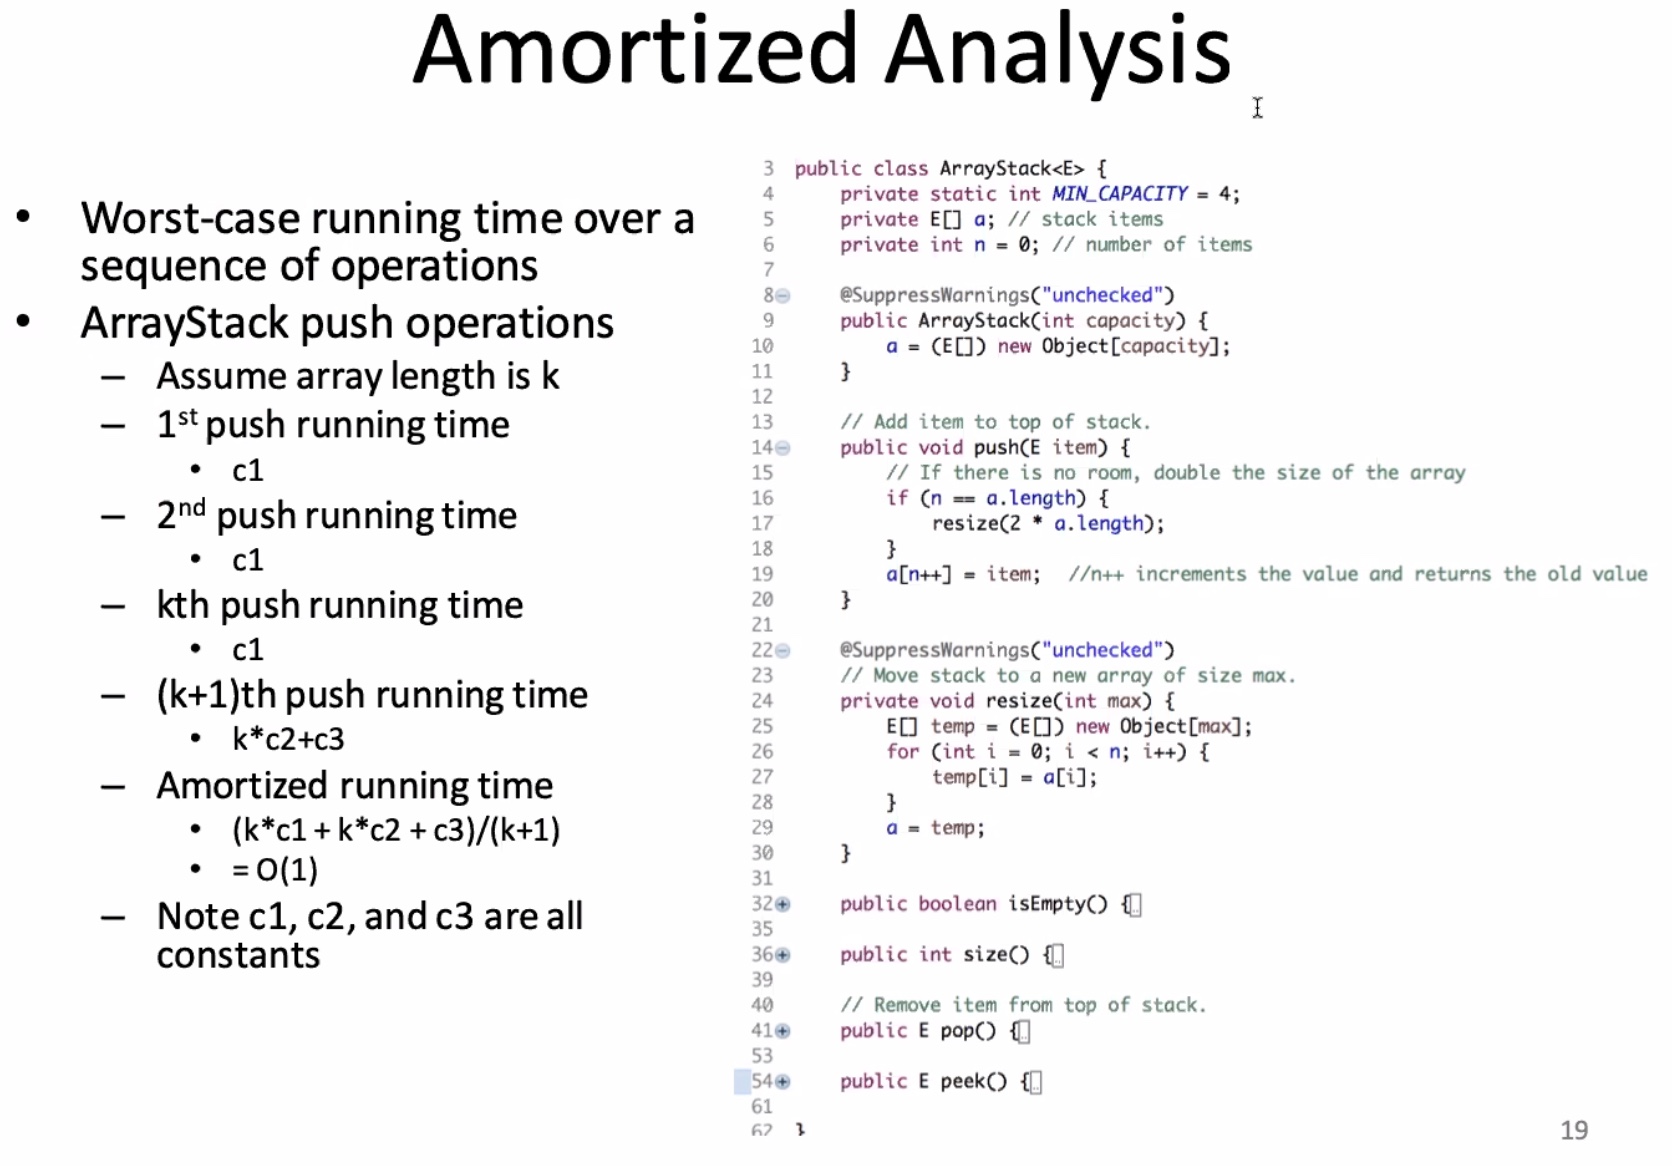 Amortized Analysis
• Worst-case running time over a
sequence of operations
• ArrayStack push operations
– Assume array length is k
– 1st push running time
• c1
– 2nd push running time
• c1
– kth push running time
• c1
– (k+1)th push running time
• k*c2+c3
– Amortized running time
• (k*c1 + k*c2 + c3)/(k+1)
• = O(1)
– Note c1, c2, and c3 are all
constants
3 public class ArrayStack<E> {
4 private static int MIN_CAPACITY = 4;
5 private E[] a; // stack items
6 private int n = 0; // number of items
7
8 @SuppressWarnings("unchecked")
9 public ArrayStack(int capacity) {
10 a = (E[]) new Object[capacity];
11 }
12
13 // Add item to top of stack.
14 public void push(E item) {
15 // If there is no room, double the size of the array
16 if (n == a.length) {
17 resize(2 * a.length);
18 }
19 a[n++] = item; //n++ increments the value and returns the old value
20 }
21
22 @SuppressWarnings("unchecked")
23 // Move stack to a new array of size max.
24 private void resize(int max) {
25 E[] temp = (E[]) new Object[max];
26 for (int i = 0; i < n; i++) {
27 temp[i] = a[i];
28 }
29 a = temp;
30 }
31
32 public boolean isEmpty() {
35
36 public int size() {
39
40 // Remove item from top of stack.
41 public E pop() {
53
54 public E peek() {
61
62 }
19